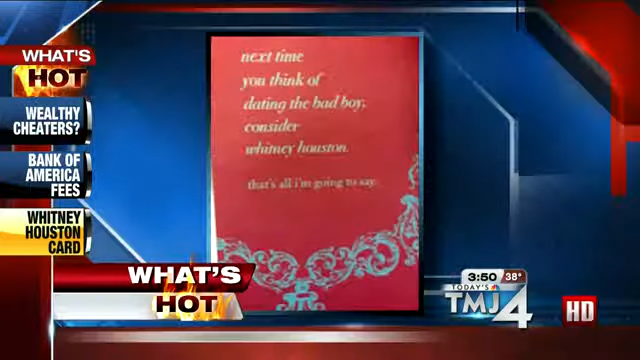 WHAT'S
HOT
WEALTHY
CHEATERS?
BANK OF
AMERICA
FEES
WHITNEY
HOUSTON
CARD
next time
you think of
dating the bad boy,
consider
whitney houston.
that's all i'm going to say.
WHAT'S
HOT
3:50 38°
TODAY'S
TMJ4
HD